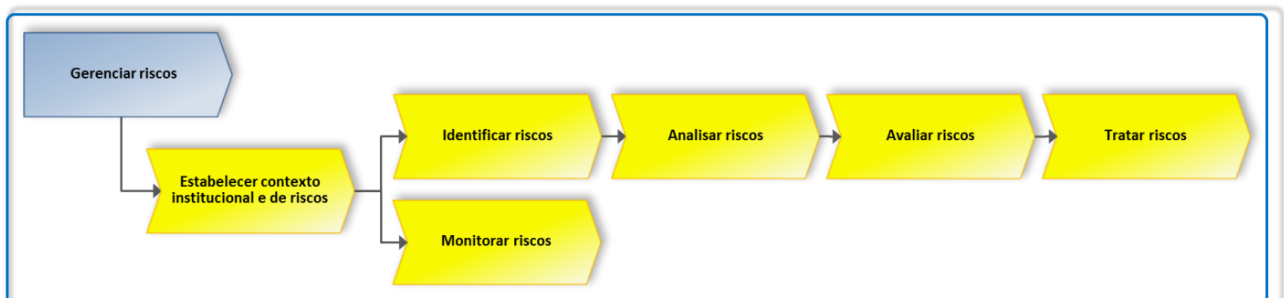 Gerenciar riscos
Identificar riscos
Analisar riscos
Avaliar riscos
Tratar riscos
Estabelecer contexto
institucional e de riscos
Monitorar riscos